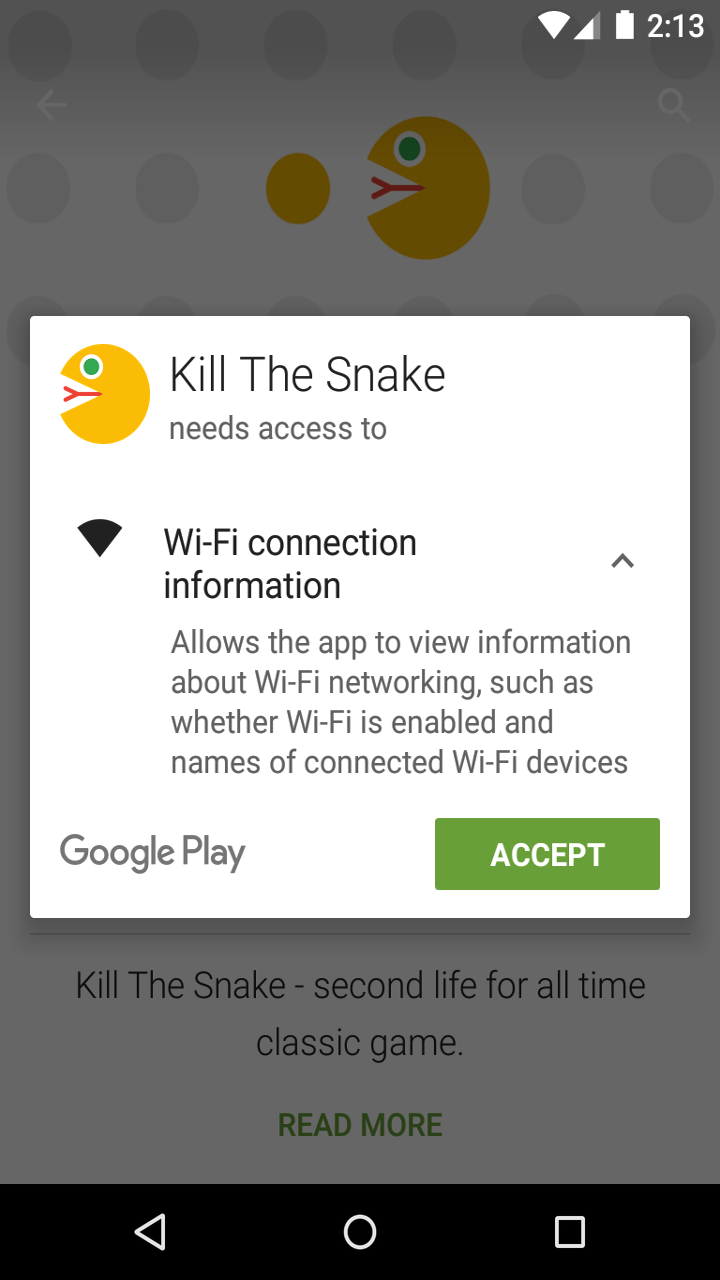 2:13
Kill The Snake
needs access to
Wi-Fi connection
information
Allows the app to view information
about Wi-Fi networking, such as
whether Wi-Fi is enabled and
names of connected Wi-Fi devices
Google Play
ACCEPT
Kill The Snake - second life for all time
classic game.
READ MORE